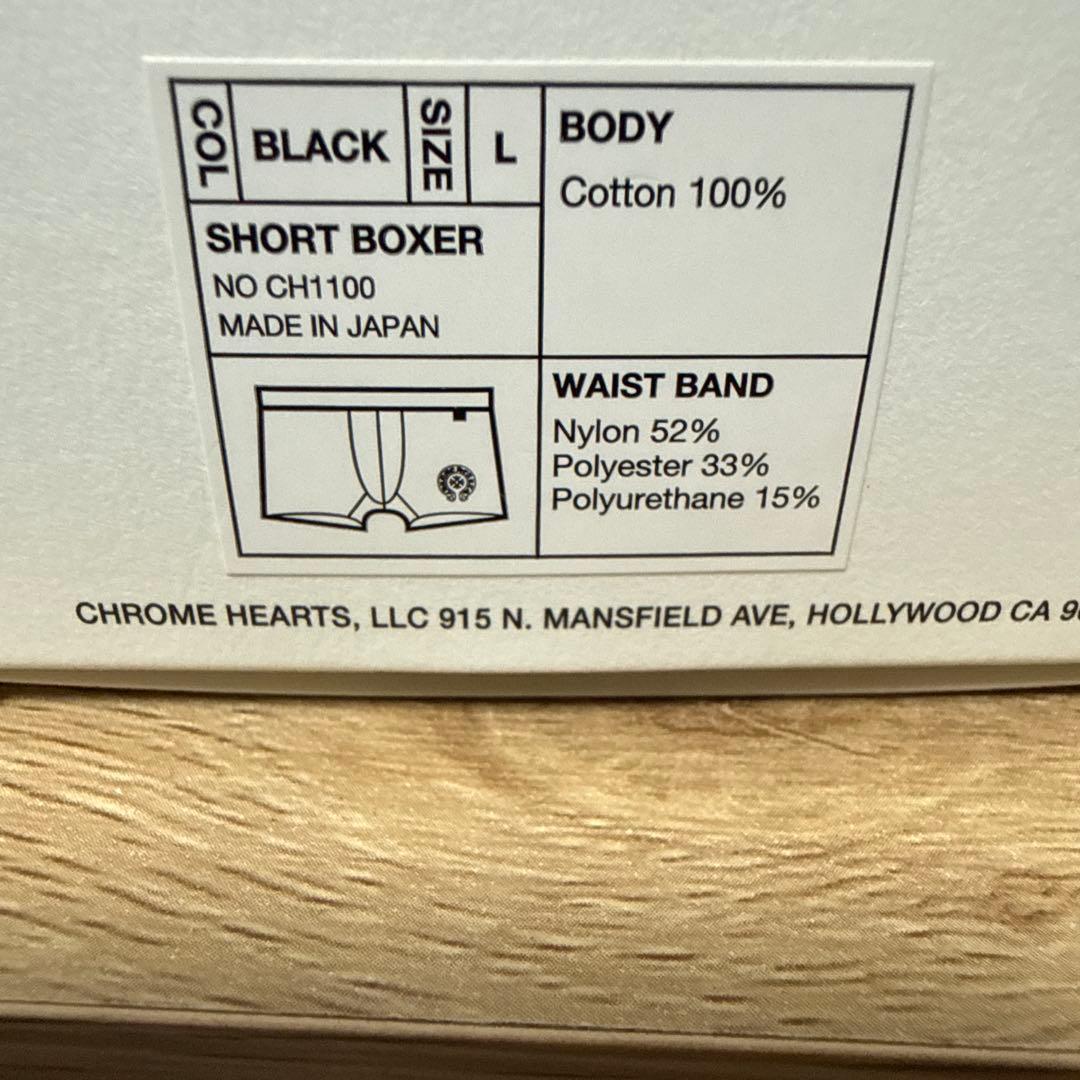 COL BLACK SIZE L
SHORT BOXER
NO CH1100
MADE IN JAPAN
BODY
Cotton 100%
WAIST BAND
Nylon 52%
Polyester 33%
Polyurethane 15%
CHROME HEARTS, LLC 915 N. MANSFIELD AVE, HOLLYWOOD CA